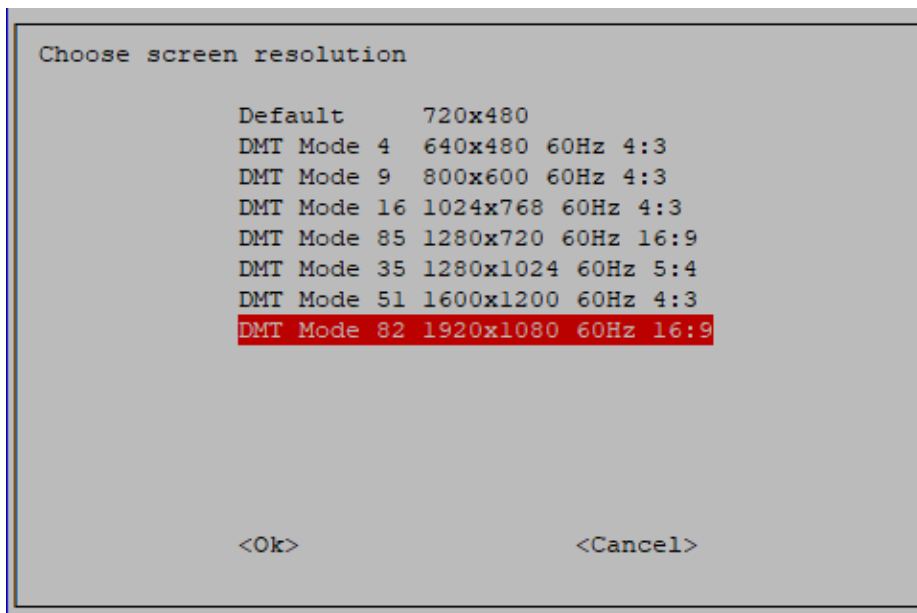 Choose screen resolution
Default 720x480
DMT Mode 4 640x480 60Hz 4:3
DMT Mode 9 800x600 60Hz 4:3
DMT Mode 16 1024x768 60Hz 4:3
DMT Mode 85 1280x720 60Hz 16:9
DMT Mode 35 1280x1024 60Hz 5:4
DMT Mode 51 1600x1200 60Hz 4:3
DMT Mode 82 1920x1080 60Hz 16:9
<Ok> <Cancel>